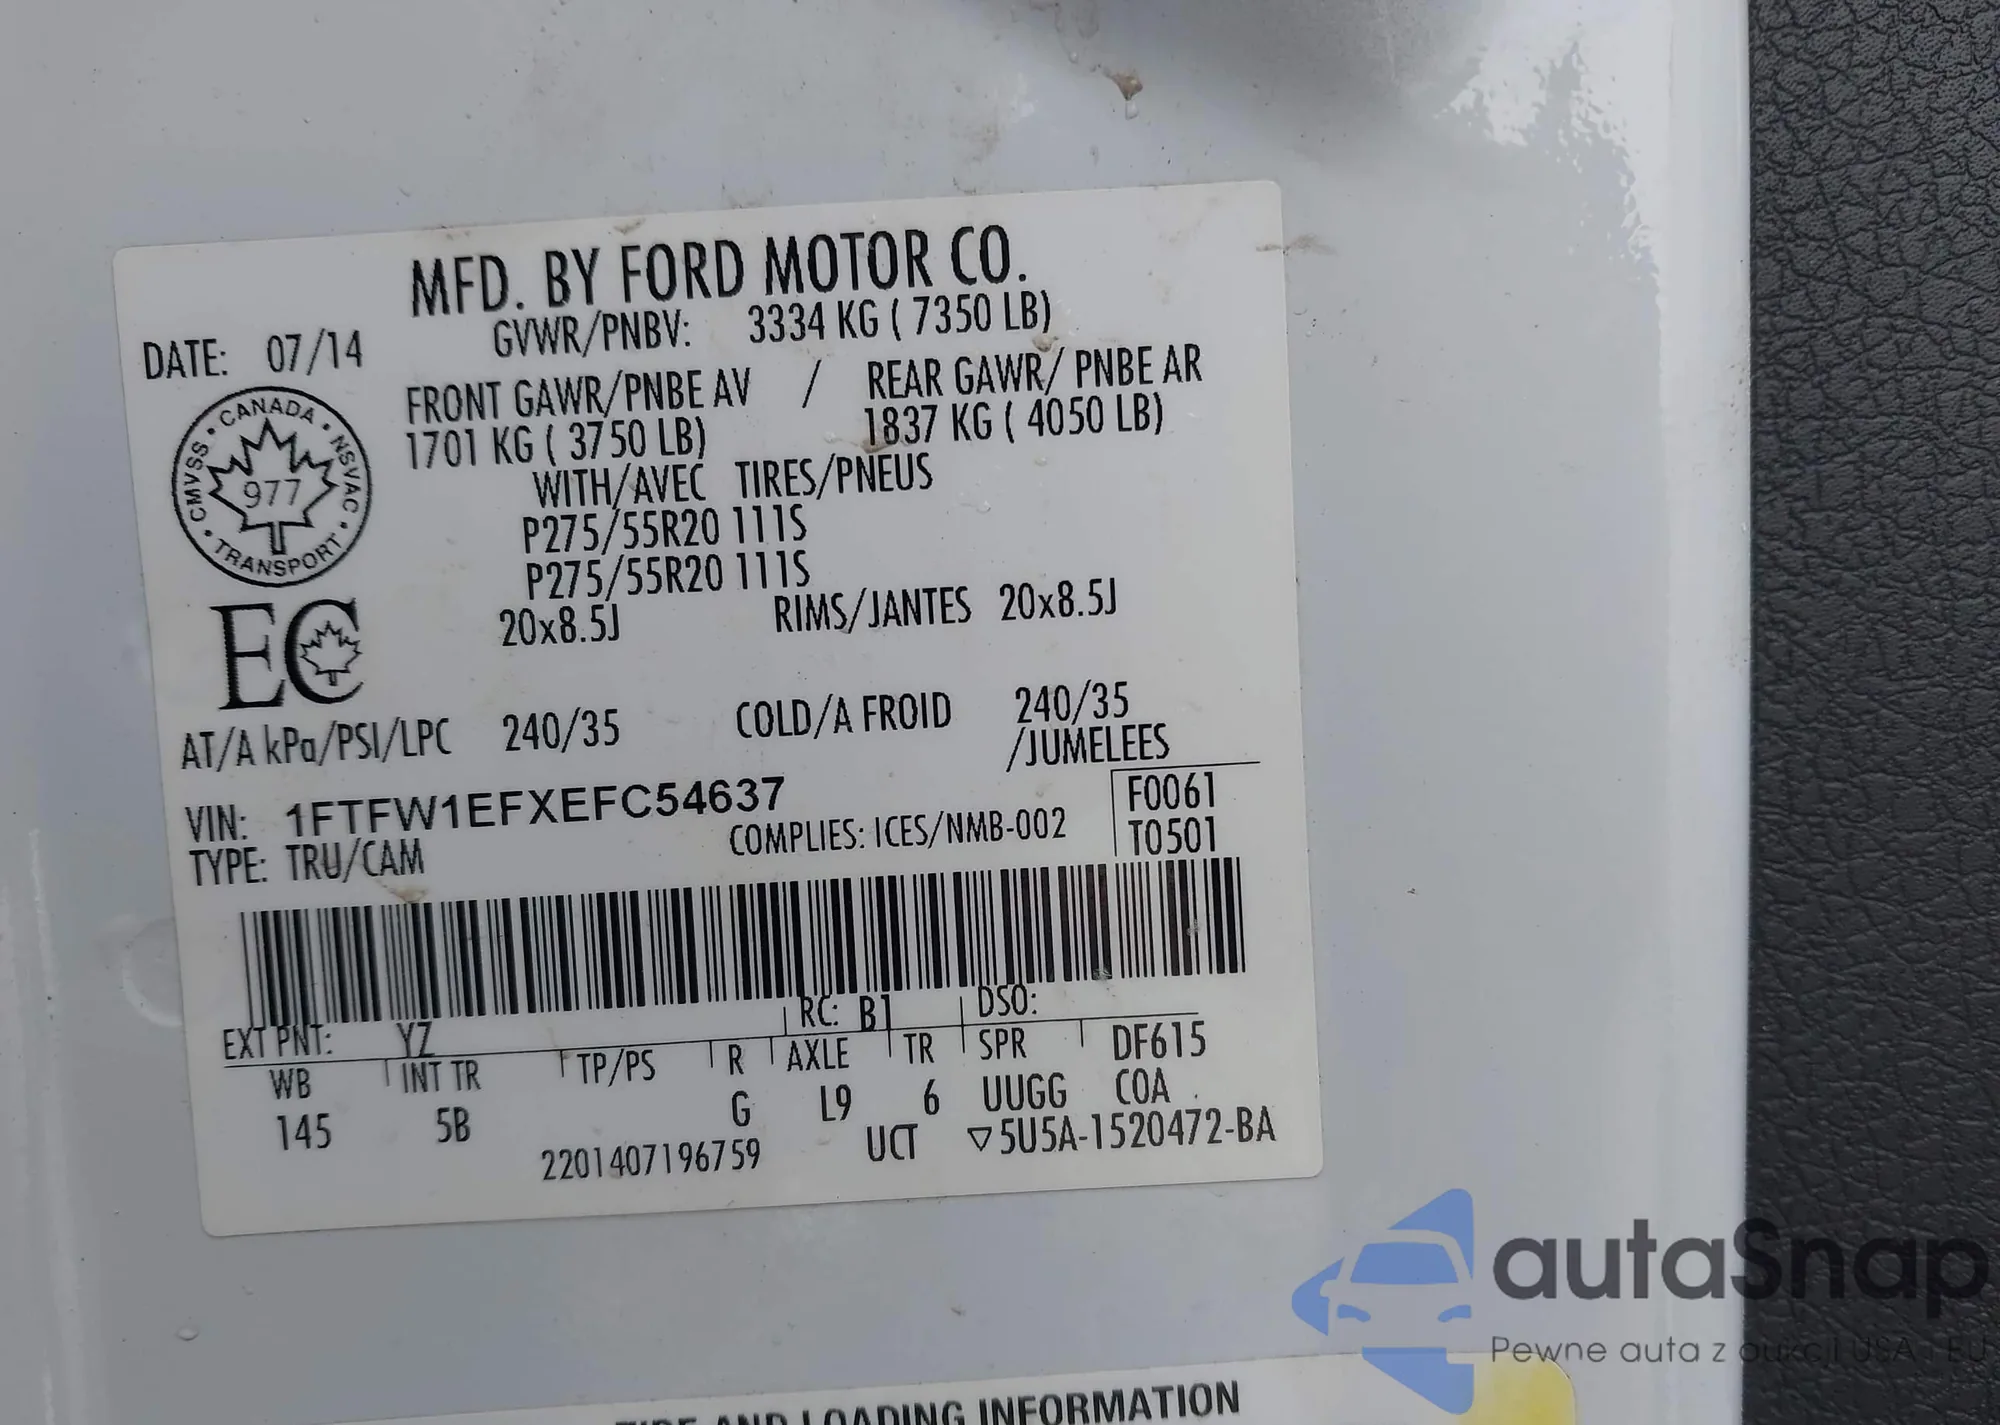 MFD. BY FORD MOTOR CO.
DATE: 07/14
GVWR/PNBV: 3334 KG ( 7350 LB)
FRONT GAWR/PNBE AV / REAR GAWR/ PNBE AR
1701 KG ( 3750 LB) 1837 KG ( 4050 LB)
WITH/AVEC TIRES/PNEUS
P275/55R20 111S
P275/55R20 111S
20x8.5J RIMS/JANTES 20x8.5J
CANADA • NSVAC • TRANSPORT • CMVSS •
977
EC
AT/A kPa/PSI/LPC 240/35 COLD/A FROID 240/35
/JUMELEES
VIN: 1FTFW1EFXEFC54637
F0061
TYPE: TRU/CAM COMPLIES: ICES/NMB-002
T0501
EXT PNT: YZ RC: B1 DSO:
WB INT TR TP/PS R AXLE TR SPR DF615
145 5B G L9 6 UUGG COA
2201407196759 UCT ▽5U5A-1520472-BA
autaSnap
Pewne auta z aukcji USA i EU
TIRE AND LOADING INFORMATION